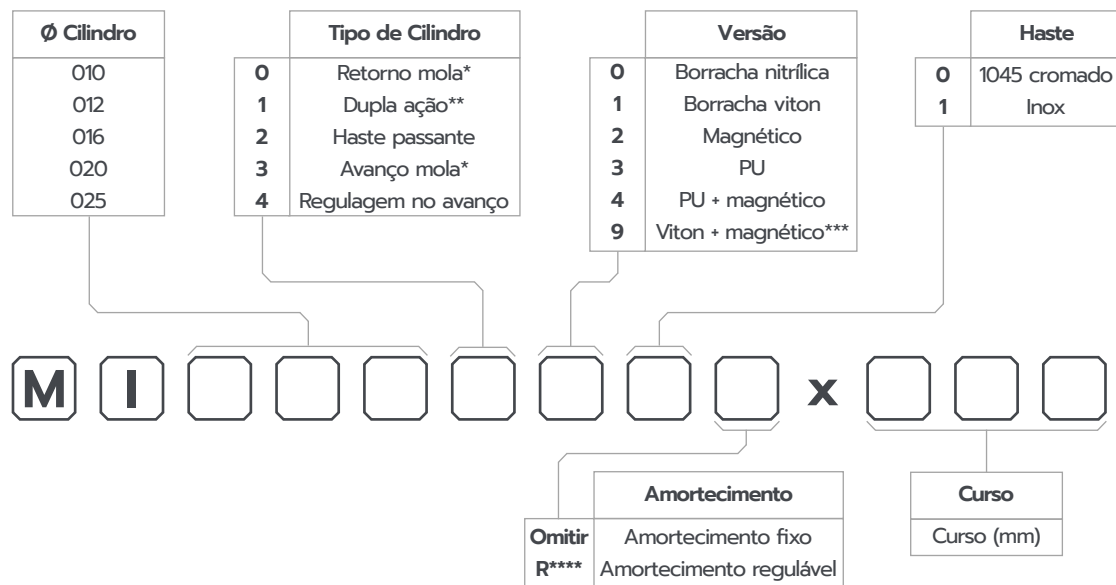 Ø Cilindro
010
012
016
020
025
Tipo de Cilindro
0 Retorno mola*
1 Dupla ação**
2 Haste passante
3 Avanço mola*
4 Regulagem no avanço
Versão
0 Borracha nitrílica
1 Borracha viton
2 Magnético
3 PU
4 PU + magnético
9 Viton + magnético***
Haste
0 1045 cromado
1 Inox
M I x
Amortecimento
Omitir Amortecimento fixo
R**** Amortecimento regulável
Curso
Curso (mm)